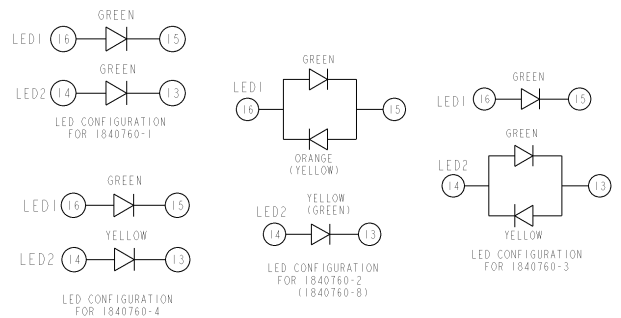 GREEN
LED1 16 15
GREEN
LED2 14 13
LED CONFIGURATION
FOR 1840760-1
GREEN
LED1 16 15
YELLOW
LED2 14 13
LED CONFIGURATION
FOR 1840760-4
GREEN
LED1
16 15
ORANGE
(YELLOW)
YELLOW
(GREEN)
LED2
14 13
LED CONFIGURATION
FOR 1840760-2
(1840760-8)
GREEN
LED1 16 15
GREEN
LED2
14 13
YELLOW
LED CONFIGURATION
FOR 1840760-3